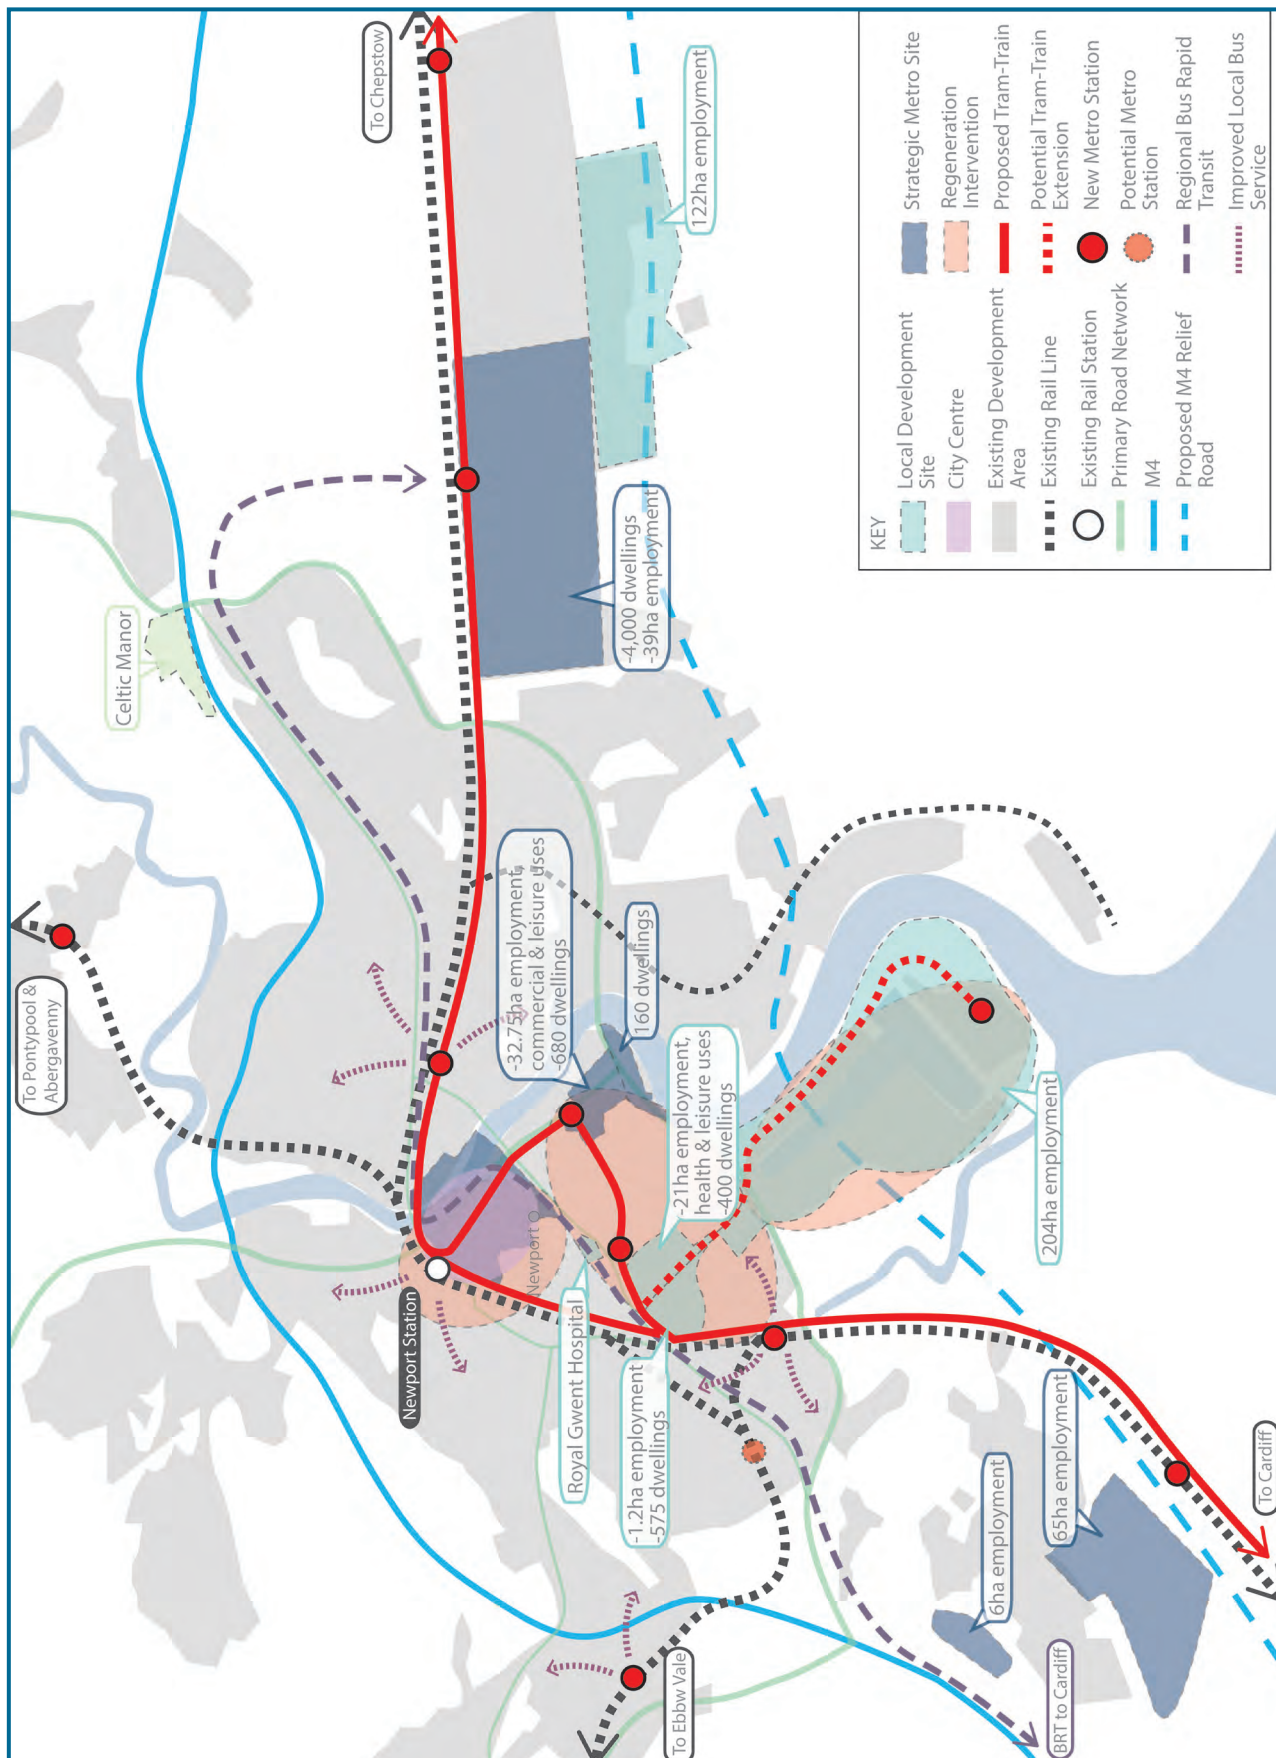 To Chepstow
122ha employment
Celtic Manor
-4,000 dwellings
-39ha employment
To Pontypool &
Abergavenny
-32.75ha employment,
commercial & leisure uses
-680 dwellings
160 dwellings
-21ha employment,
health & leisure uses
-400 dwellings
204ha employment
Newport Station
Newport
Royal Gwent Hospital
-1.2ha employment
-575 dwellings
6ha employment
65ha employment
To Cardiff
BRT to Cardiff
To Ebbw Vale
KEY
Local Development
Site
City Centre
Existing Development
Area
Existing Rail Line
Existing Rail Station
Primary Road Network
M4
Proposed M4 Relief
Road
Strategic Metro Site
Regeneration
Intervention
Proposed Tram-Train
Potential Tram-Train
Extension
New Metro Station
Potential Metro
Station
Regional Bus Rapid
Transit
Improved Local Bus
Service